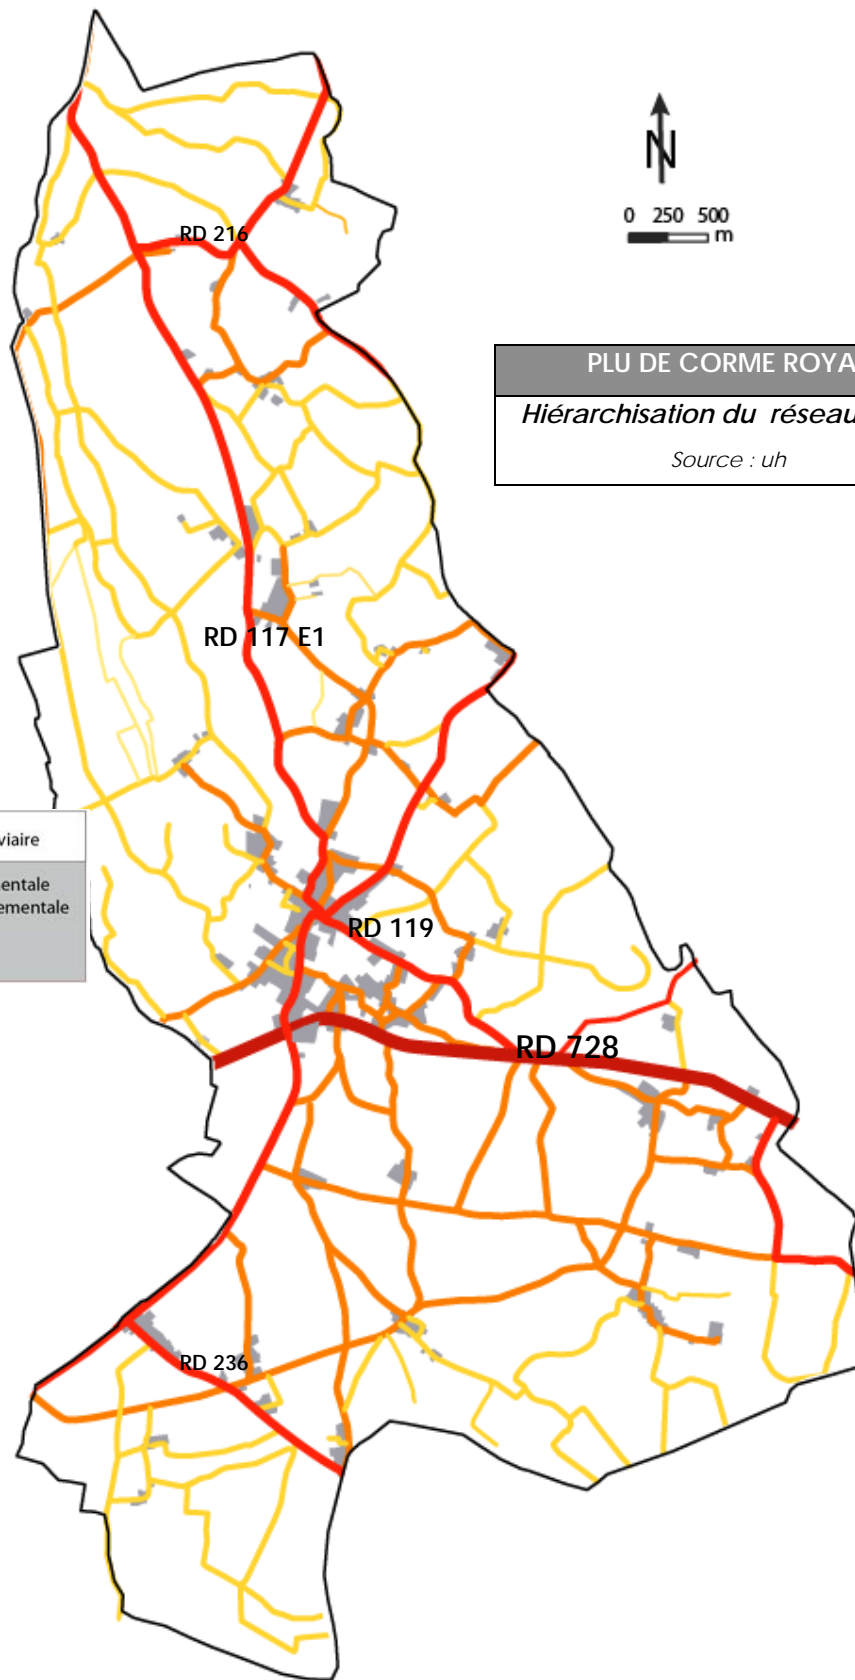 N
0 250 500
m
RD 216
PLU DE CORME ROYA
Hiérarchisation du réseau
Source : uh
RD 117 E1
viaire
entale
ementale
RD 119
RD 728
RD 236